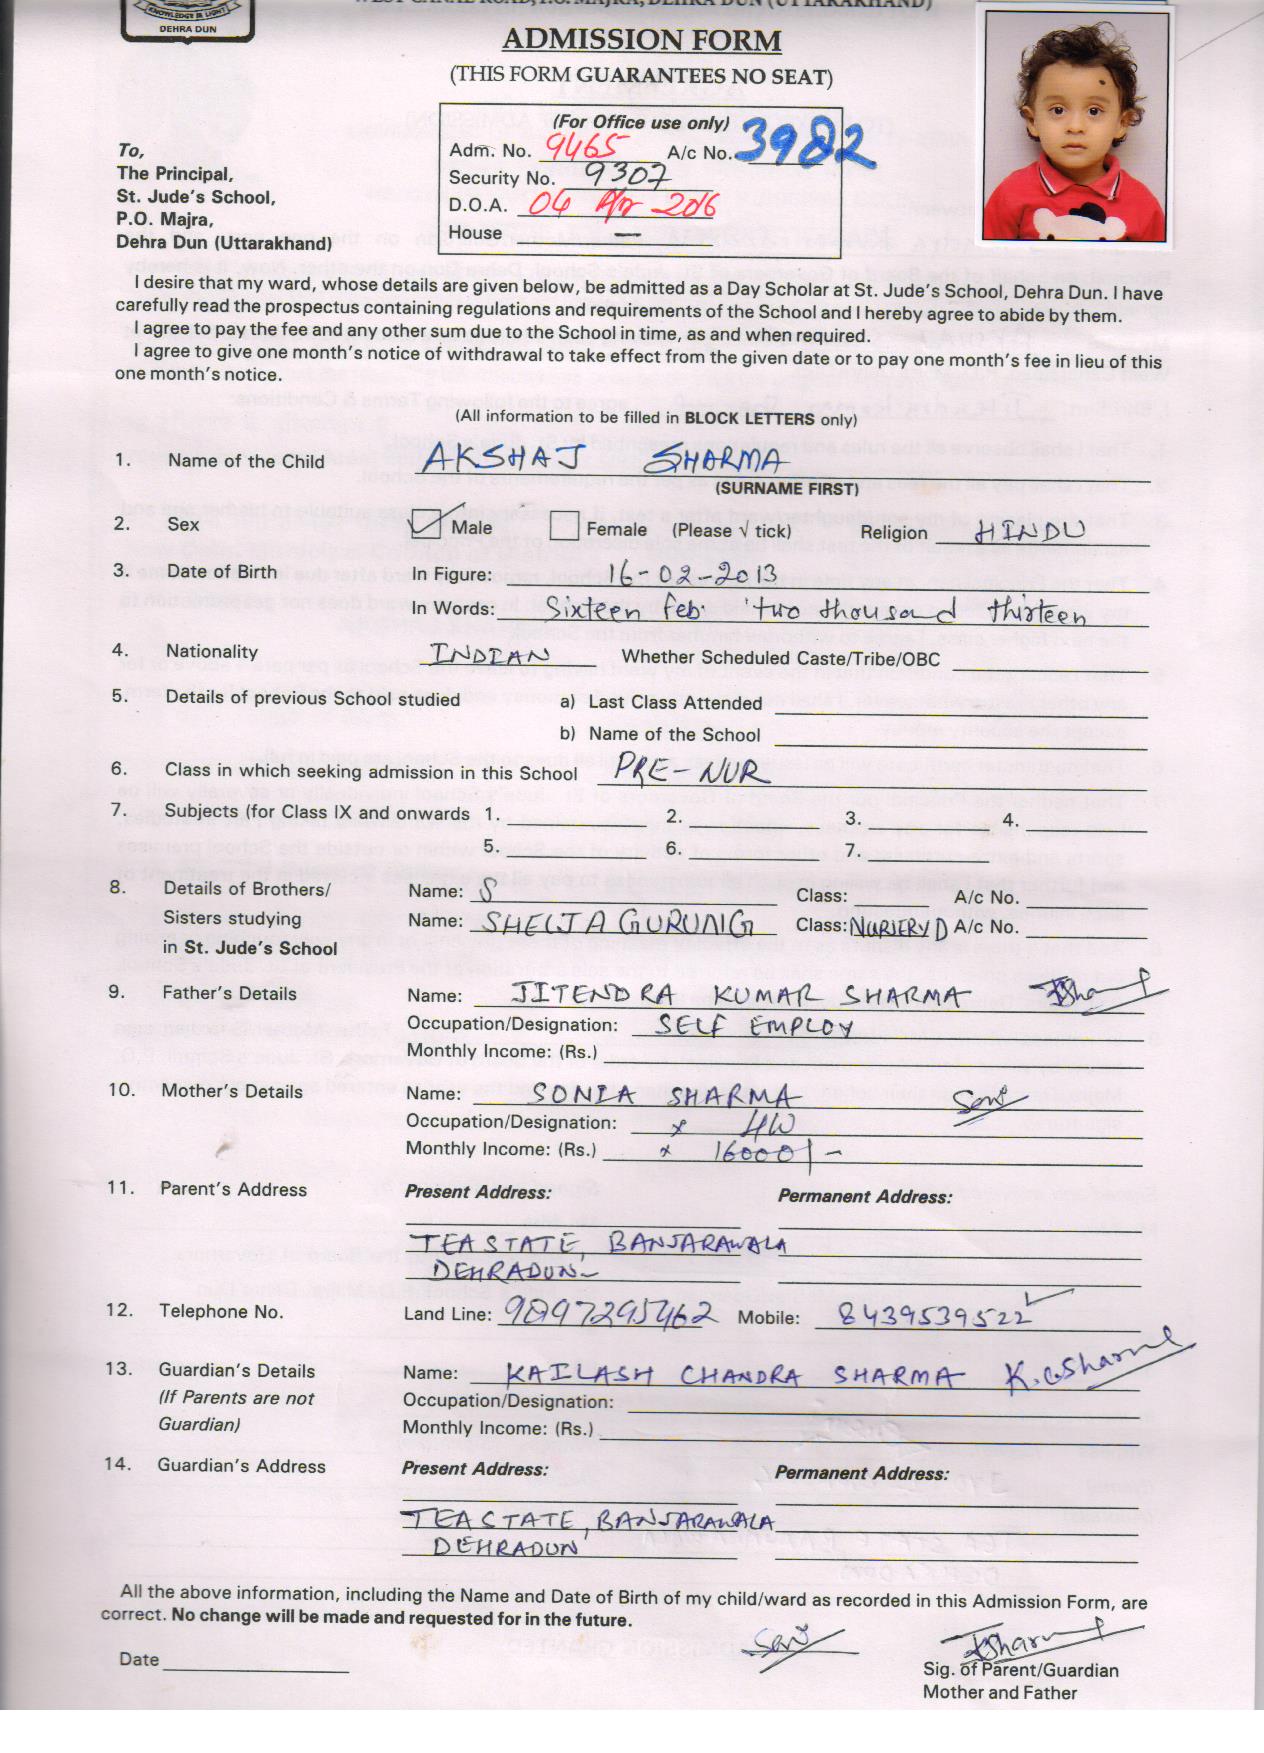 KNOWLEDGE IS LIGHT
DEHRA DUN
WEST CANAL ROAD, P.O. MAJRA, DEHRA DUN (UTTARAKHAND)
ADMISSION FORM
(THIS FORM GUARANTEES NO SEAT)
(For Office use only)
Adm. No. 9465 A/c No. 3982
Security No. 9307
D.O.A. 04 Apr 2016
House —
To,
The Principal,
St. Jude's School,
P.O. Majra,
Dehra Dun (Uttarakhand)
I desire that my ward, whose details are given below, be admitted as a Day Scholar at St. Jude's School, Dehra Dun. I have
carefully read the prospectus containing regulations and requirements of the School and I hereby agree to abide by them.
I agree to pay the fee and any other sum due to the School in time, as and when required.
I agree to give one month's notice of withdrawal to take effect from the given date or to pay one month's fee in lieu of this
one month's notice.
(All information to be filled in BLOCK LETTERS only)
1. Name of the Child AKSHAJ SHARMA
(SURNAME FIRST)
2. Sex Male Female (Please √ tick) Religion HINDU
3. Date of Birth In Figure: 16-02-2013
In Words: Sixteen feb two thousand thirteen
4. Nationality INDIAN Whether Scheduled Caste/Tribe/OBC
5. Details of previous School studied a) Last Class Attended
b) Name of the School
6. Class in which seeking admission in this School PRE-NUR
7. Subjects (for Class IX and onwards 1. 2. 3. 4.
5. 6. 7.
8. Details of Brothers/ Name: S Class: A/c No.
Sisters studying Name: SHELJA GURUNG Class: NURSERY D A/c No.
in St. Jude's School
9. Father's Details Name: JITENDRA KUMAR SHARMA JSharma
Occupation/Designation: SELF EMPLOY
Monthly Income: (Rs.)
10. Mother's Details Name: SONIA SHARMA
Occupation/Designation: x HW
Monthly Income: (Rs.) x 16000/-
11. Parent's Address Present Address: Permanent Address:
TEA STATE, BANJARAWALA
DEHRADUN-
12. Telephone No. Land Line: 9897295462 Mobile: 8439539522
13. Guardian's Details Name: KAILASH CHANDRA SHARMA K.C.Sharma
(If Parents are not Occupation/Designation:
Guardian) Monthly Income: (Rs.)
14. Guardian's Address Present Address: Permanent Address:
TEA STATE, BANJARAWALA
DEHRADUN
All the above information, including the Name and Date of Birth of my child/ward as recorded in this Admission Form, are
correct. No change will be made and requested for in the future.
JSharma
Date
Sig. of Parent/Guardian
Mother and Father